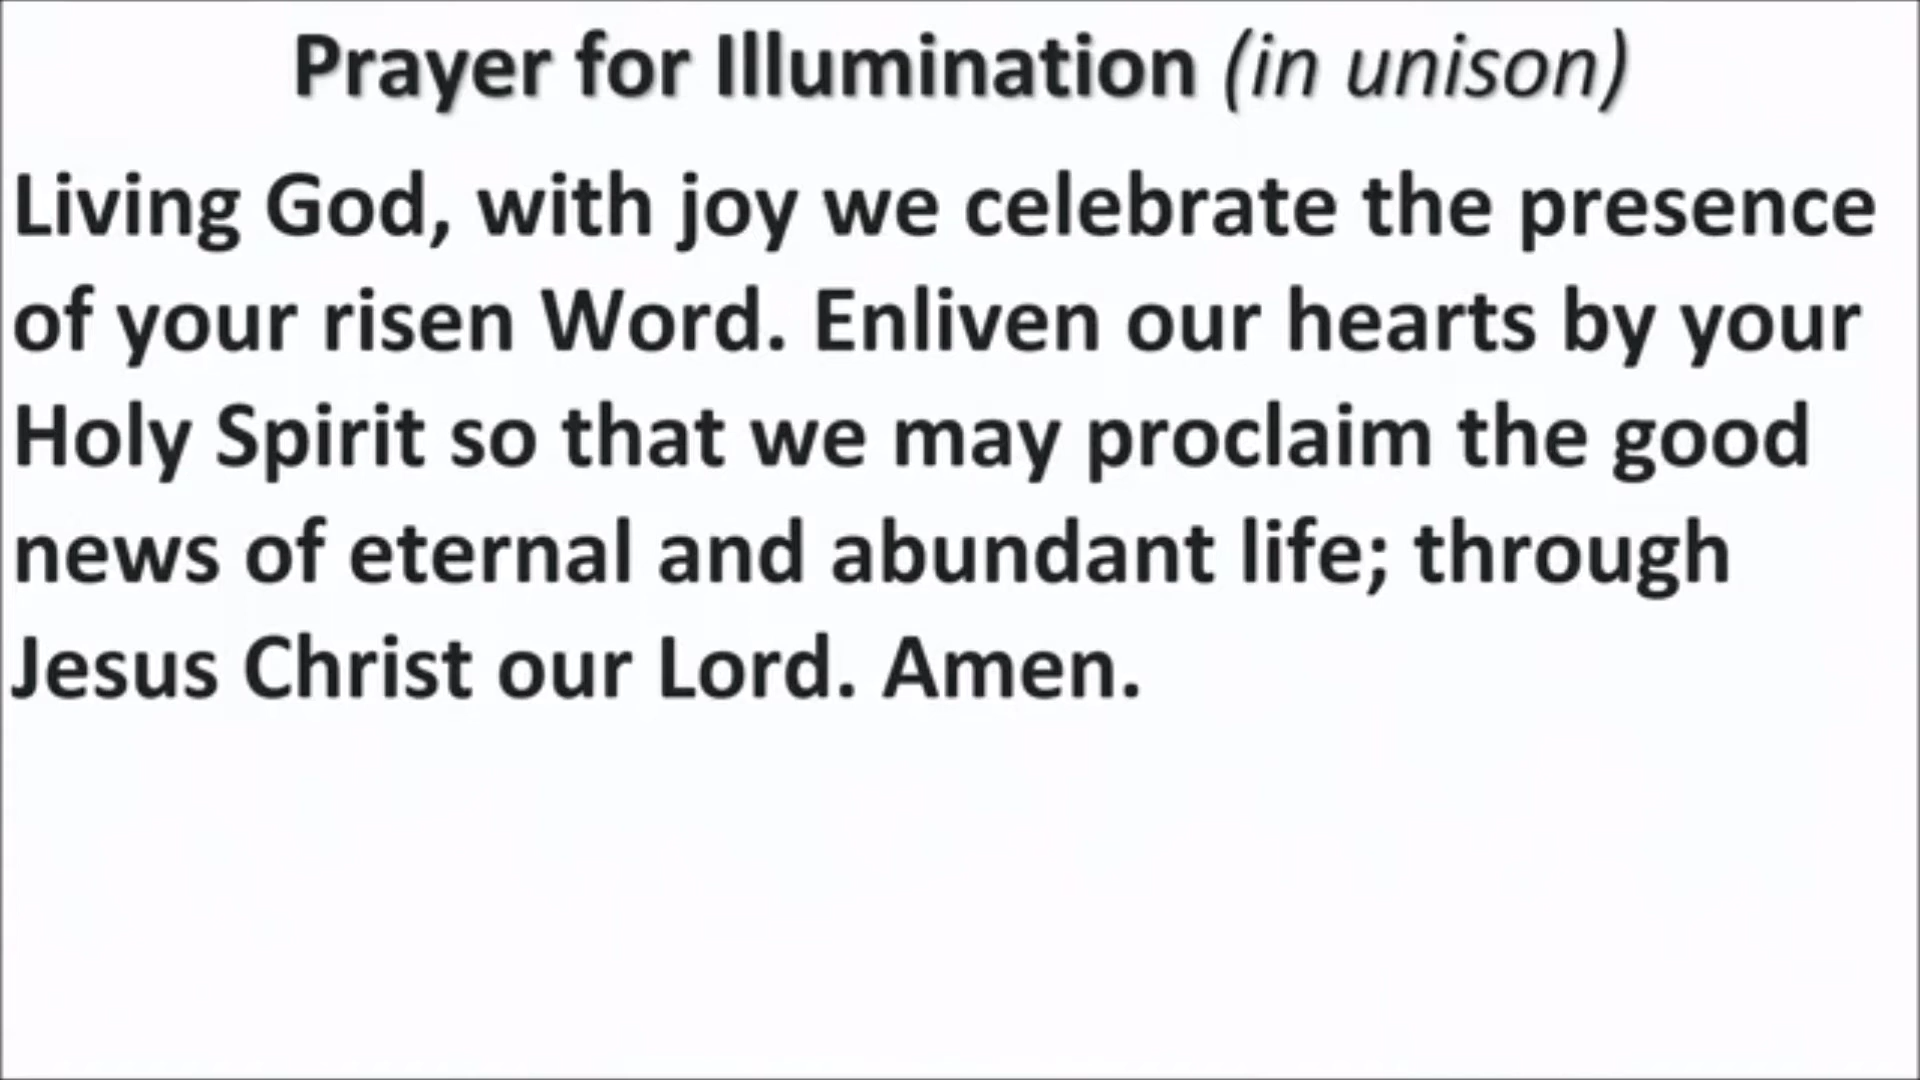 Prayer for Illumination (in unison)
Living God, with joy we celebrate the presence
of your risen Word. Enliven our hearts by your
Holy Spirit so that we may proclaim the good
news of eternal and abundant life; through
Jesus Christ our Lord. Amen.